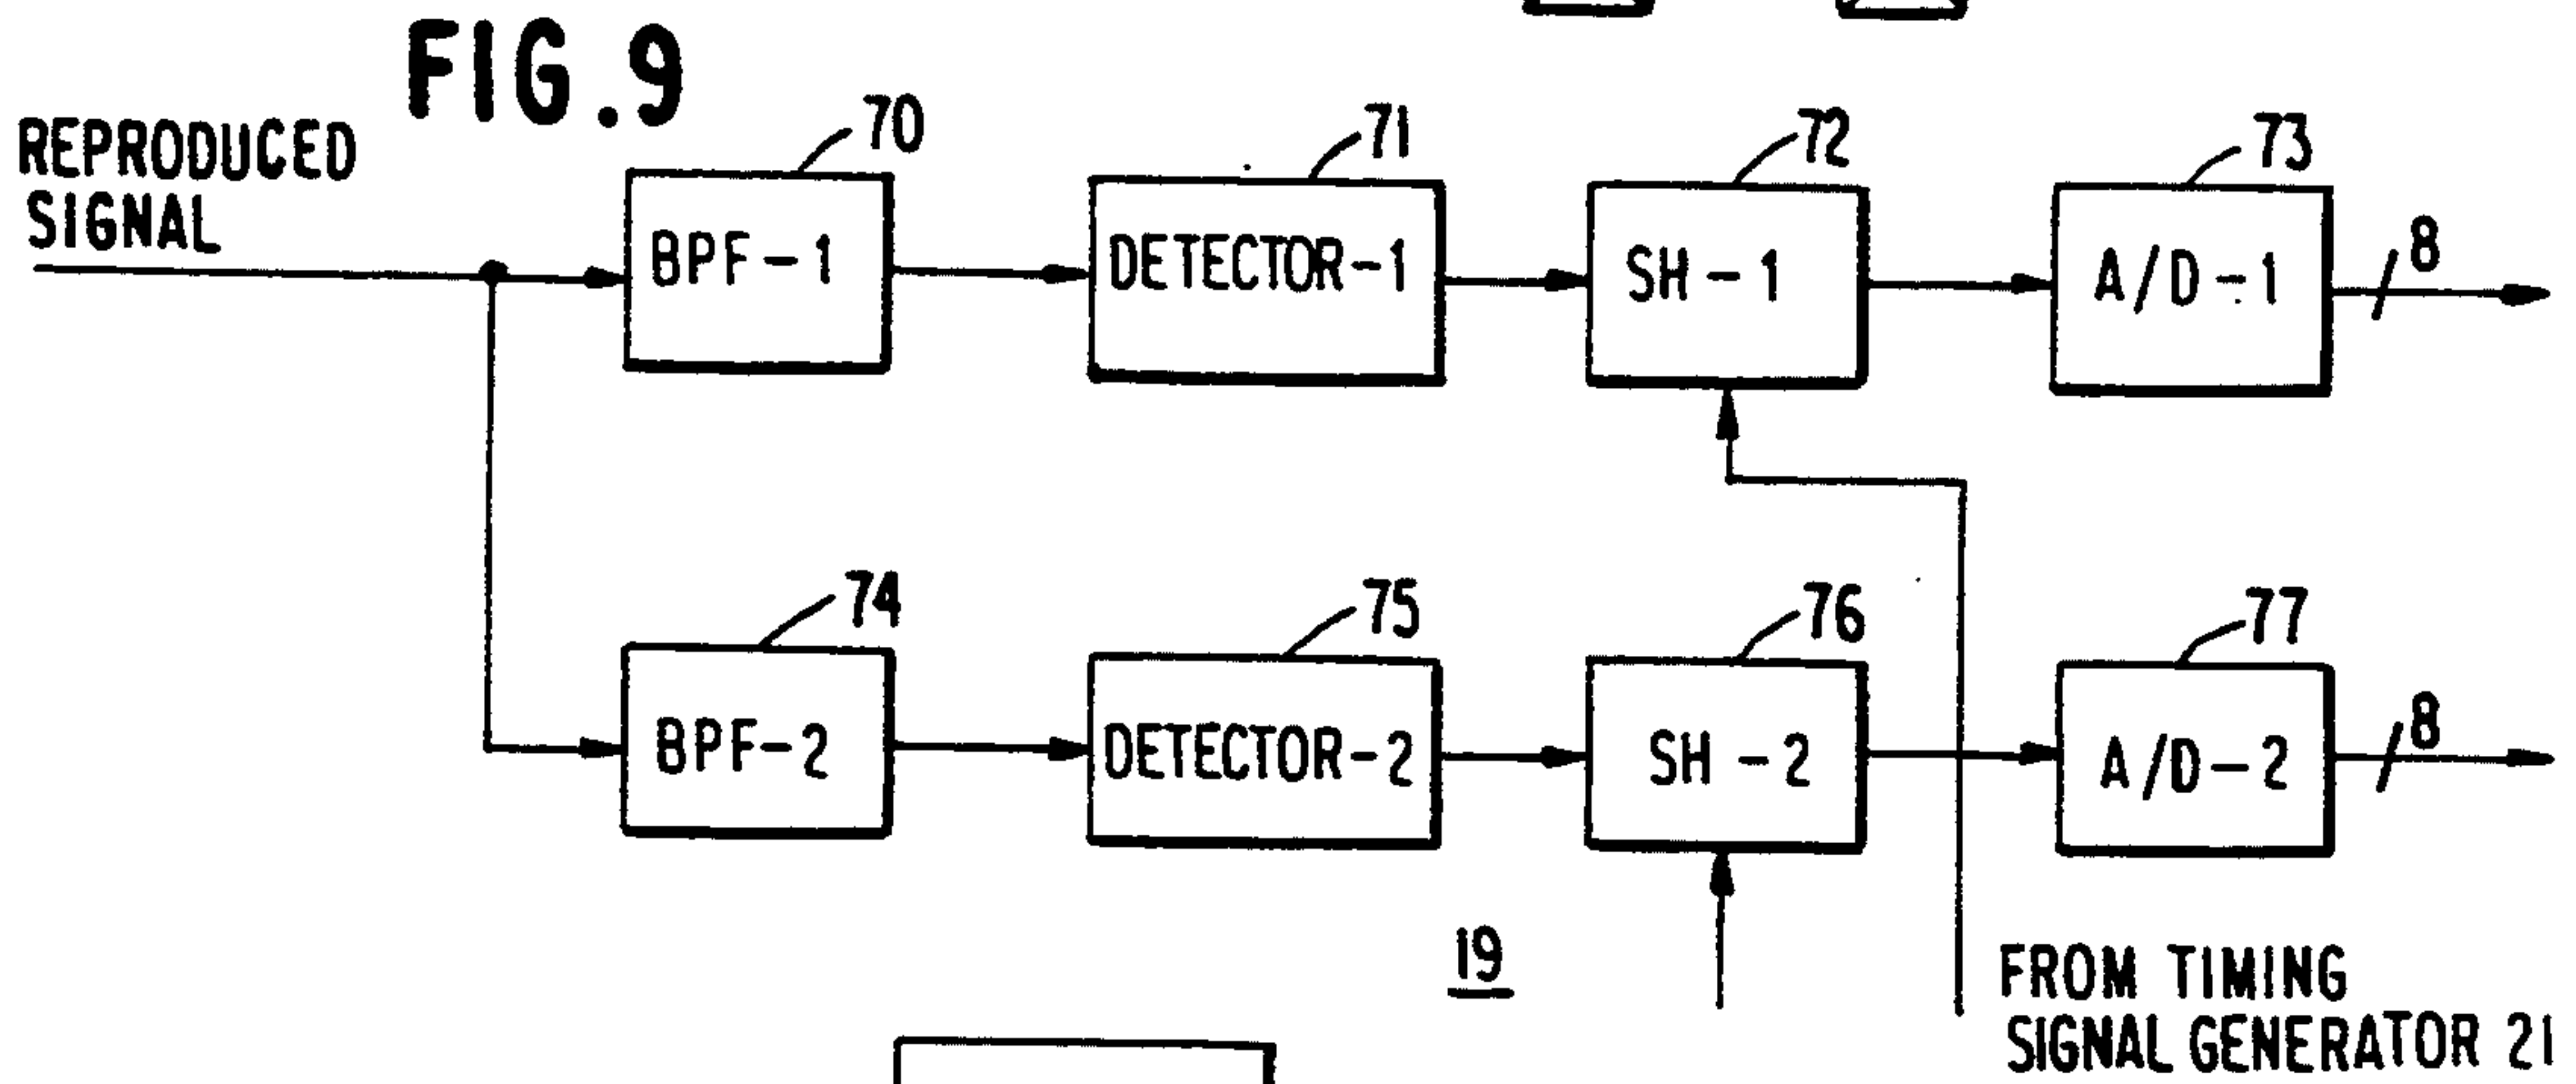 FIG.9
REPRODUCED
SIGNAL
70
71
72
73
BPF-1
DETECTOR-1
SH-1
A/D-1
8
74
75
76
77
BPF-2
DETECTOR-2
SH-2
A/D-2
8
19
FROM TIMING
SIGNAL GENERATOR 21